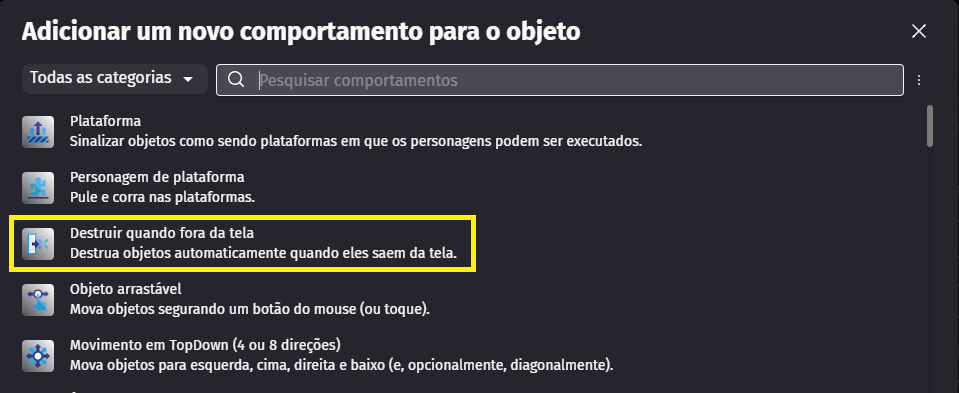 Adicionar um novo comportamento para o objeto
Todas as categorias
Pesquisar comportamentos
Plataforma
Sinalizar objetos como sendo plataformas em que os personagens podem ser executados.
Personagem de plataforma
Pule e corra nas plataformas.
Destruir quando fora da tela
Destrua objetos automaticamente quando eles saem da tela.
Objeto arrastável
Mova objetos segurando um botão do mouse (ou toque).
Movimento em TopDown (4 ou 8 direções)
Mova objetos para esquerda, cima, direita e baixo (e, opcionalmente, diagonalmente).